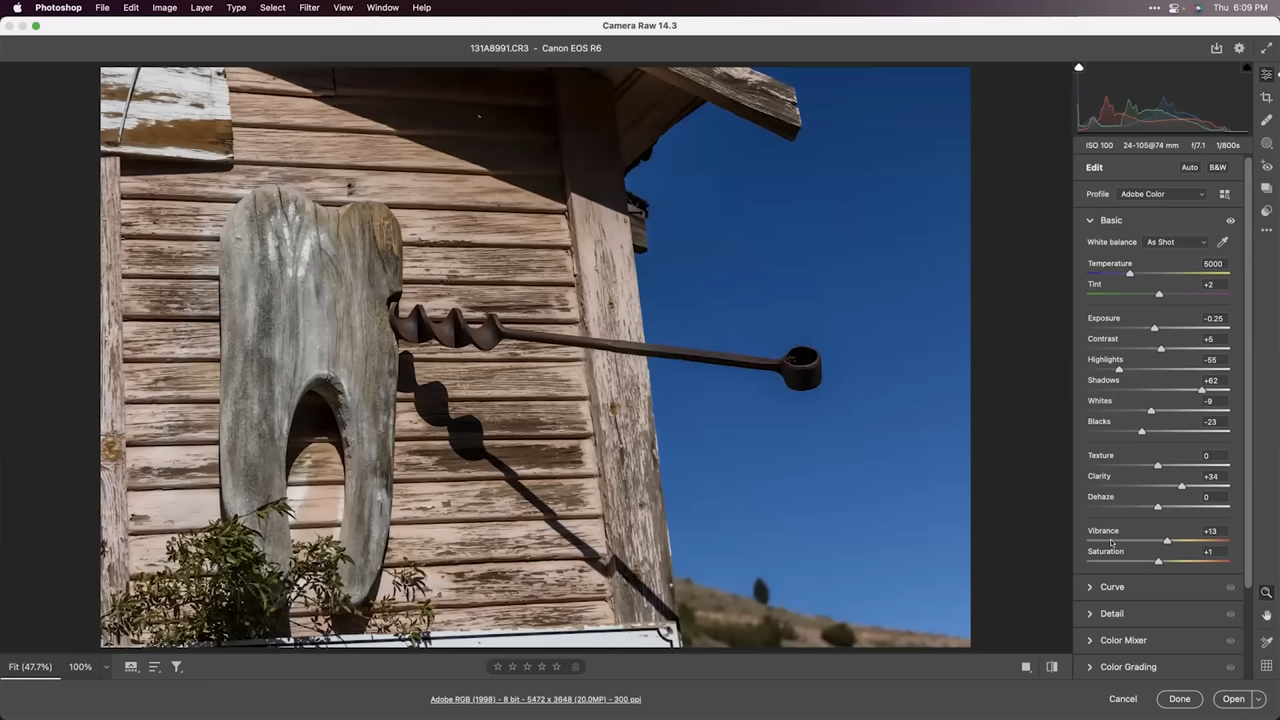 Photoshop File Edit Image Layer Type Select Filter View Window Help Thu 6:09 PM
Camera Raw 14.3
131A8991.CR3 - Canon EOS R6
ISO 100 24-105@74 mm f/7.1 1/800s
Edit Auto B&W
Profile Adobe Color
Basic
White balance As Shot
Temperature 5000
Tint +2
Exposure -0.25
Contrast +5
Highlights -55
Shadows +62
Whites -9
Blacks -23
Texture 0
Clarity +34
Dehaze 0
Vibrance +13
Saturation +1
Curve
Detail
Color Mixer
Color Grading
Fit (47.7%) 100%
Adobe RGB (1998) - 8 bit - 5472 x 3648 (20.0MP) - 300 ppi
Cancel Done Open